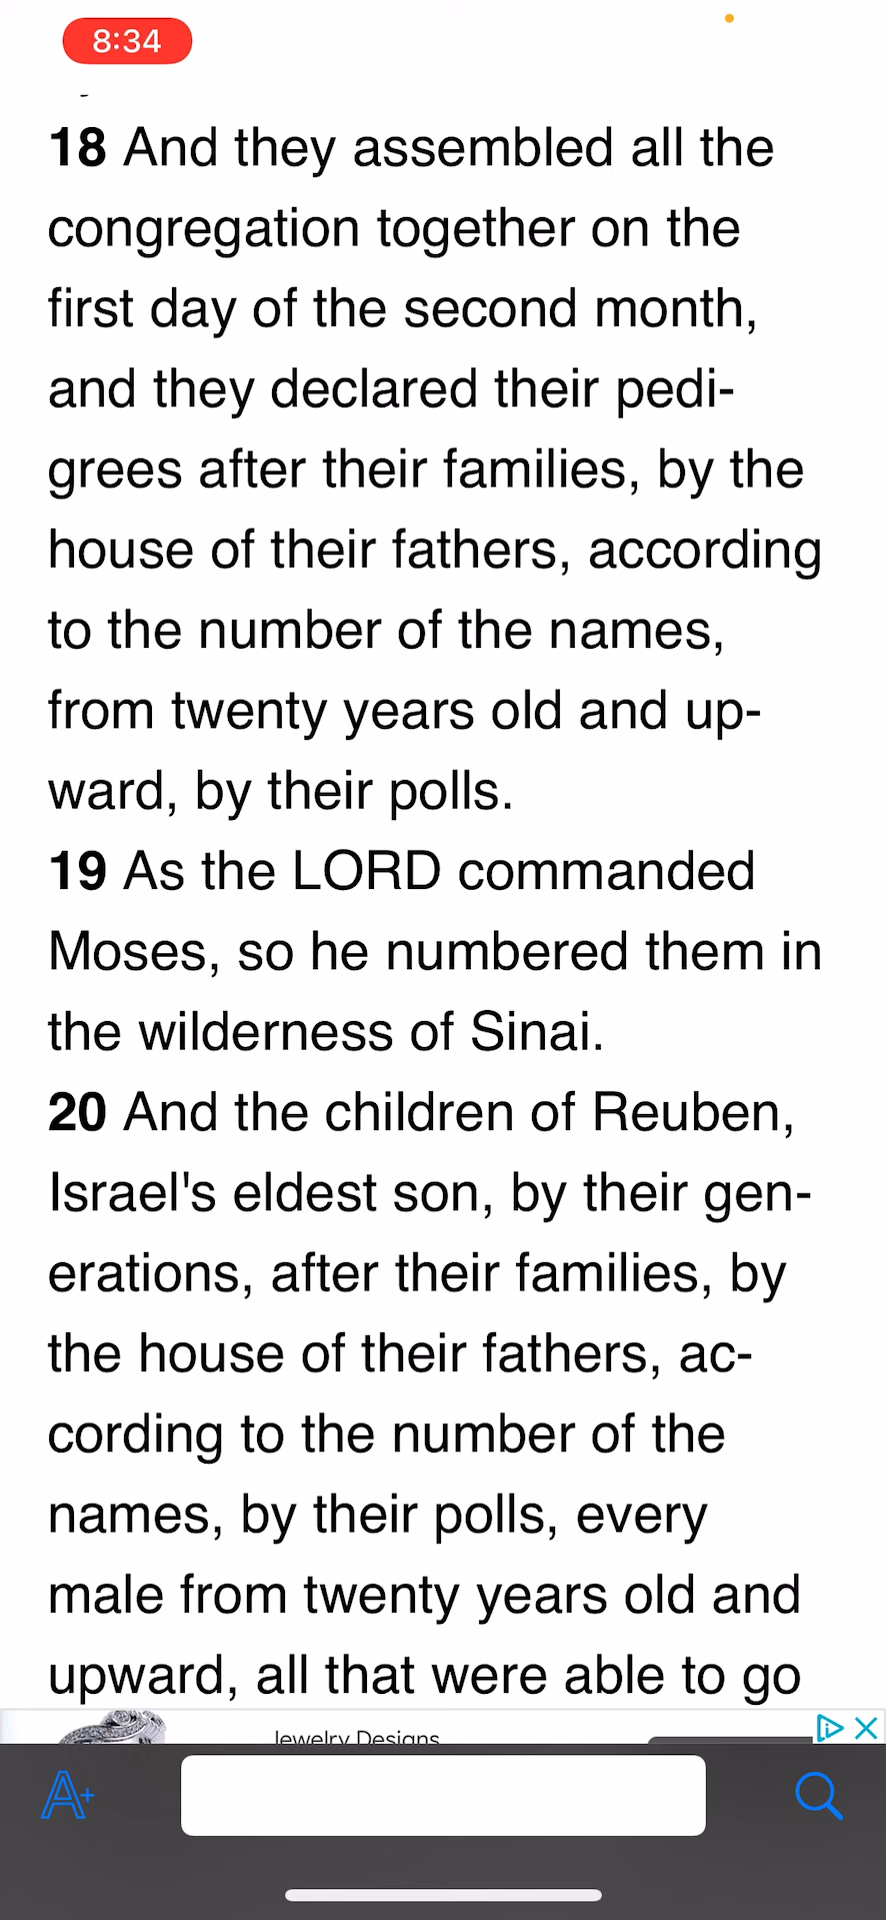 8:34
18 And they assembled all the
congregation together on the
first day of the second month,
and they declared their pedi-
grees after their families, by the
house of their fathers, according
to the number of the names,
from twenty years old and up-
ward, by their polls.
19 As the LORD commanded
Moses, so he numbered them in
the wilderness of Sinai.
20 And the children of Reuben,
Israel's eldest son, by their gen-
erations, after their families, by
the house of their fathers, ac-
cording to the number of the
names, by their polls, every
male from twenty years old and
upward, all that were able to go
Jewelry Designs
A+